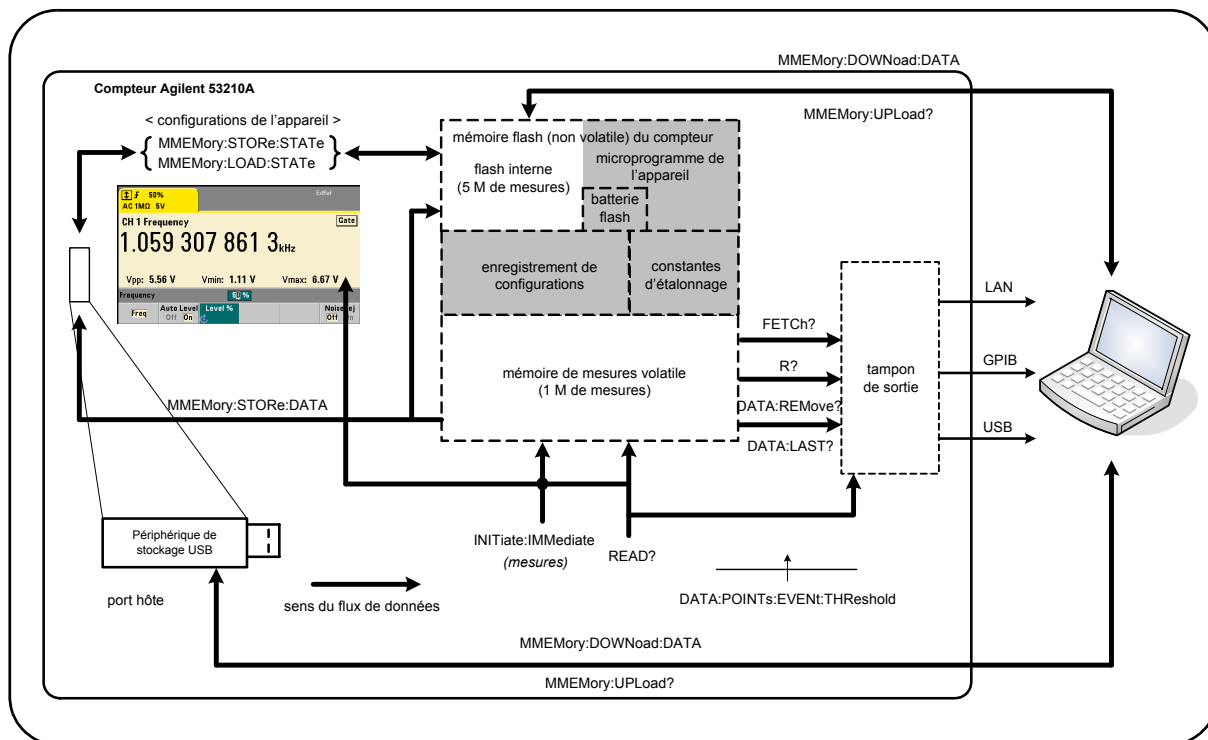 MMEMory:DOWNoad:DATA
Compteur Agilent 53210A
< configurations de l'appareil >
MMEMory:STORe:STATe
MMEMory:LOAD:STATe
MMEMory:UPLoad?
mémoire flash (non volatile) du compteur
flash interne
(5 M de mesures)
microprogramme de
l'appareil
batterie
flash
enregistrement de
configurations
constantes
d'étalonnage
50%
ExtRef
AC 1MΩ 5V
CH 1 Frequency
Gate
1.059 307 861 3kHz
Vpp: 5.56 V Vmin: 1.11 V Vmax: 6.67 V
Frequency
50 %
Freq
Auto Level
Off On
Level %
Off
mémoire de mesures volatile
(1 M de mesures)
MMEMory:STORe:DATA
FETCh?
R?
DATA:REMove?
DATA:LAST?
tampon
de sortie
LAN
GPIB
USB
Périphérique de
stockage USB
port hôte
sens du flux de données
INITiate:IMMediate
(mesures)
READ?
DATA:POINTs:EVENt:THReshold
MMEMory:DOWNoad:DATA
MMEMory:UPLoad?